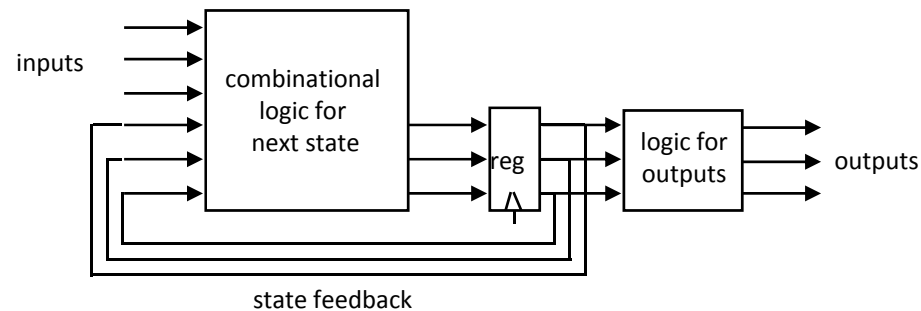 inputs
combinational
logic for
next state
reg
logic for
outputs
outputs
state feedback